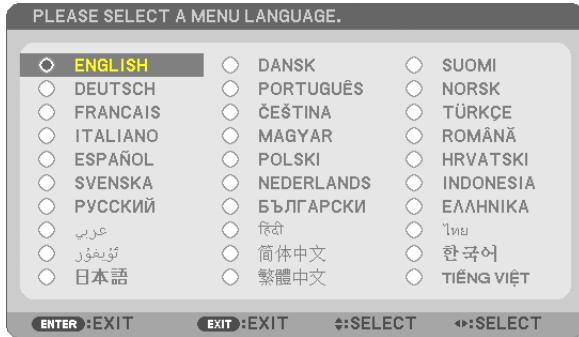 PLEASE SELECT A MENU LANGUAGE.
ENGLISH DANSK SUOMI
DEUTSCH PORTUGUÊS NORSK
FRANCAIS ČEŠTINA TÜRKÇE
ITALIANO MAGYAR ROMÂNĂ
ESPAÑOL POLSKI HRVATSKI
SVENSKA NEDERLANDS INDONESIA
РУССКИЙ БЪЛГАРСКИ ΕΛΛΗΝΙΚΑ
عربي हिंदी ไทย
ئۇيغۇر 简体中文 한국어
日本語 繁體中文 TIẾNG VIỆT
ENTER:EXIT EXIT:EXIT :SELECT :SELECT